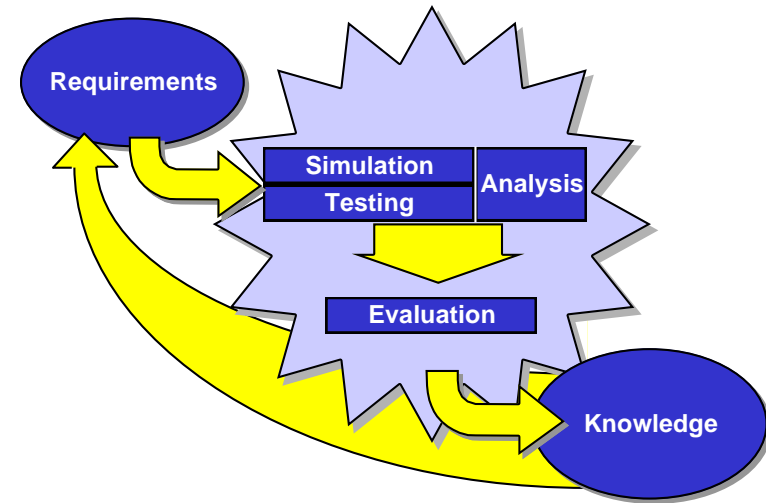 Requirements
Simulation
Testing
Analysis
Evaluation
Knowledge